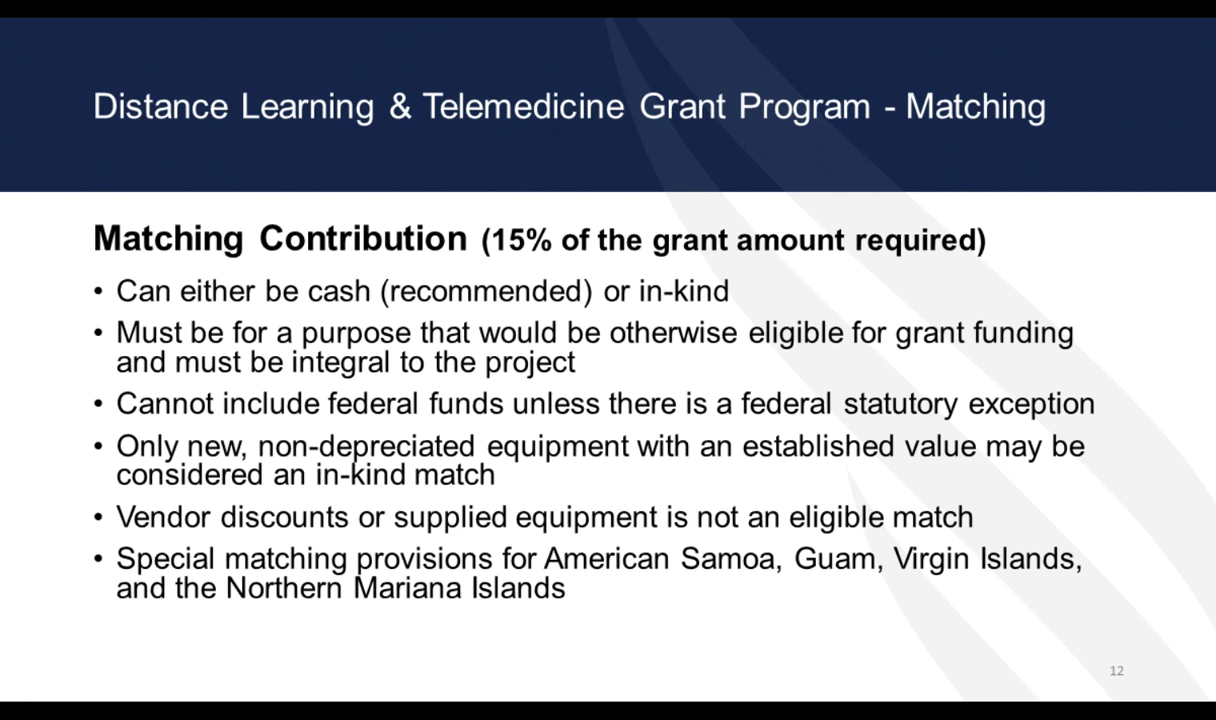 Distance Learning & Telemedicine Grant Program - Matching
Matching Contribution (15% of the grant amount required)
• Can either be cash (recommended) or in-kind
• Must be for a purpose that would be otherwise eligible for grant funding
and must be integral to the project
• Cannot include federal funds unless there is a federal statutory exception
• Only new, non-depreciated equipment with an established value may be
considered an in-kind match
• Vendor discounts or supplied equipment is not an eligible match
• Special matching provisions for American Samoa, Guam, Virgin Islands,
and the Northern Mariana Islands
12